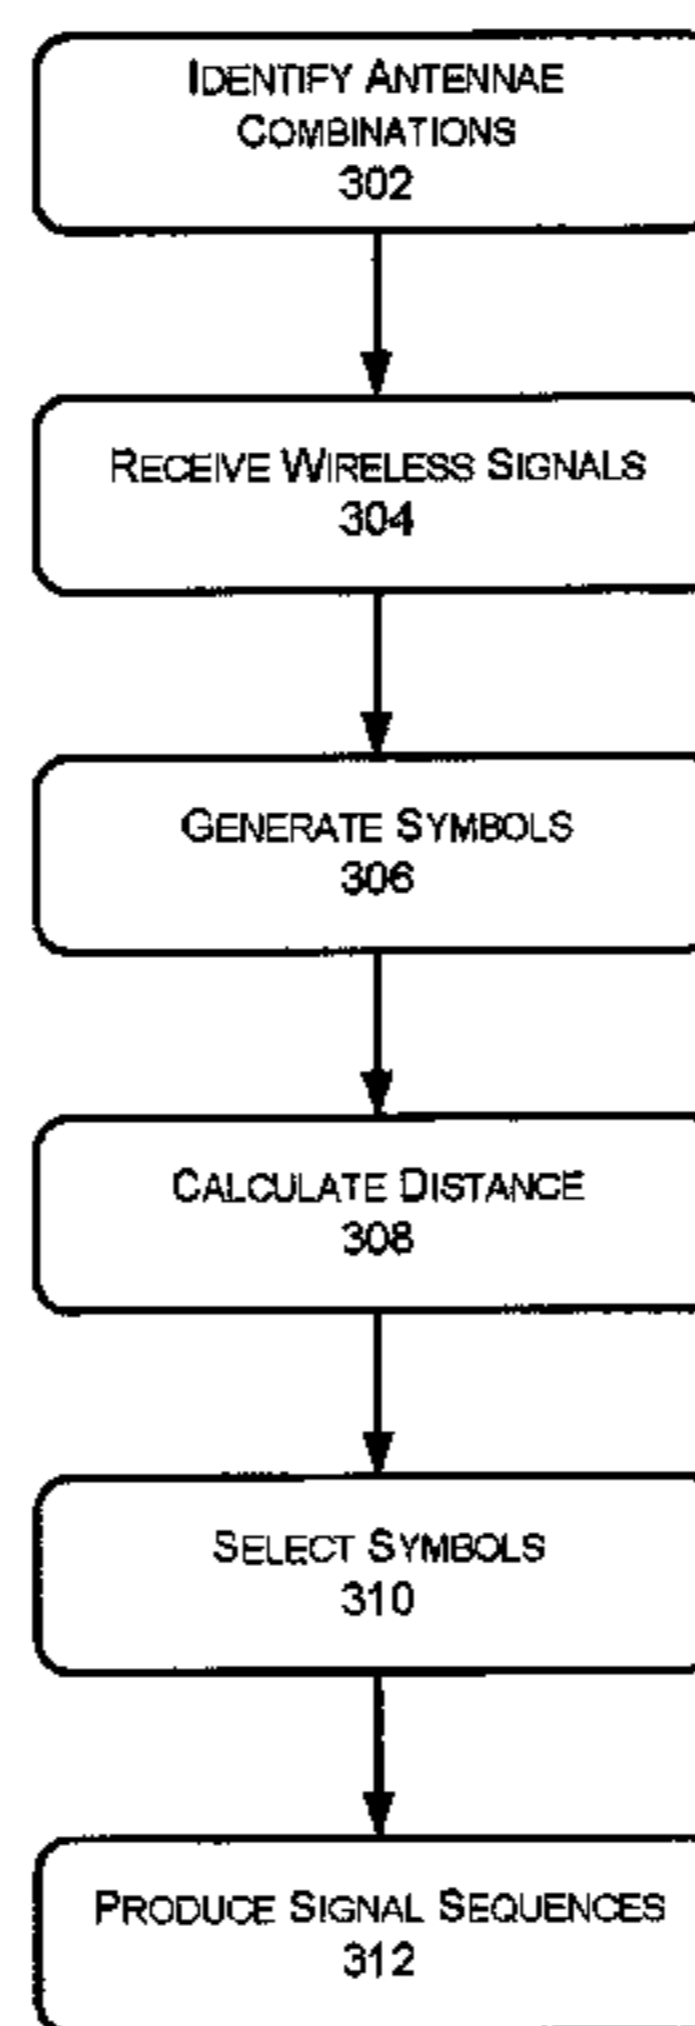 IDENTIFY ANTENNAE
COMBINATIONS
302
RECEIVE WIRELESS SIGNALS
304
GENERATE SYMBOLS
306
CALCULATE DISTANCE
308
SELECT SYMBOLS
310
PRODUCE SIGNAL SEQUENCES
312